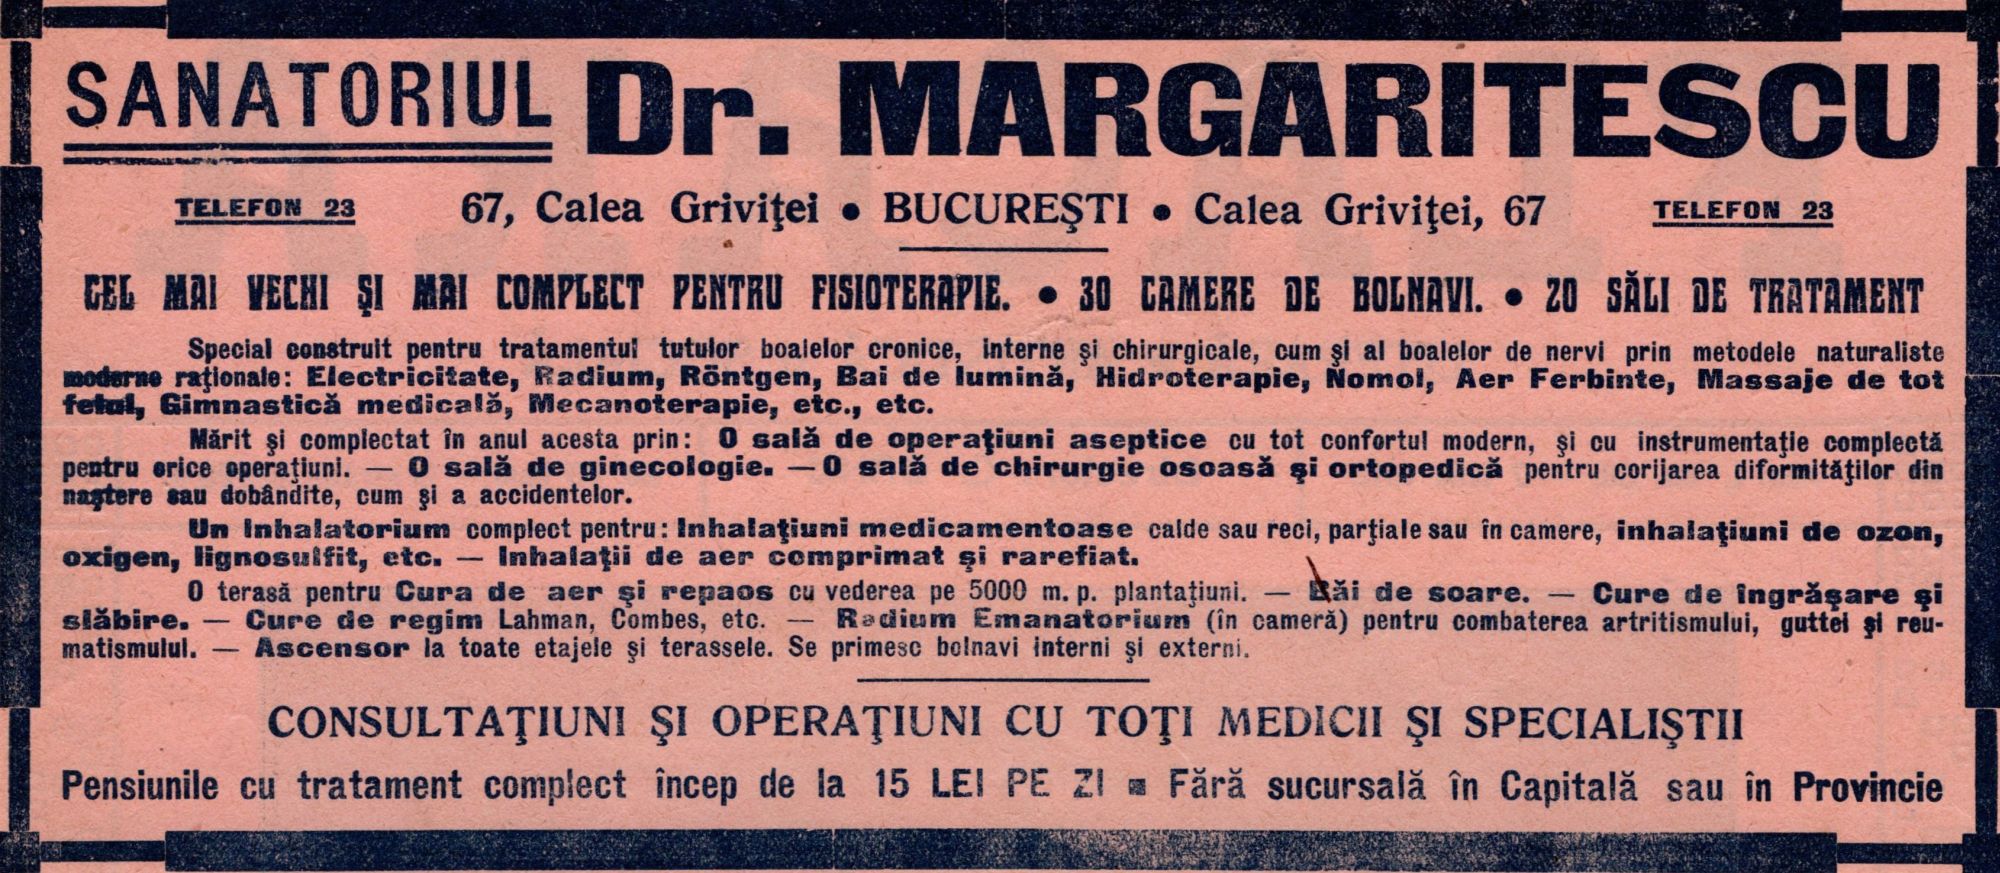 SANATORIUL Dr. MARGARITESCU
TELEFON 23 67, Calea Griviţei • BUCUREŞTI • Calea Griviţei, 67 TELEFON 23
CEL MAI VECHI ŞI MAI COMPLECT PENTRU FISIOTERAPIE. • 30 CAMERE DE BOLNAVI. • 20 SĂLI DE TRATAMENT
Special construit pentru tratamentul tutulor boalelor cronice, interne şi chirurgicale, cum şi al boalelor de nervi prin metodele naturaliste
moderne raţionale: Electricitate, Radium, Röntgen, Bai de lumină, Hidroterapie, Nomol, Aer Ferbinte, Massaje de tot
felul, Gimnastică medicală, Mecanoterapie, etc., etc.
Mărit şi complectat în anul acesta prin: O sală de operaţiuni aseptice cu tot confortul modern, şi cu instrumentaţie complectă
pentru orice operaţiuni. — O sală de ginecologie. — O sală de chirurgie osoasă şi ortopedică pentru corijarea diformităţilor din
naştere sau dobândite, cum şi a accidentelor.
Un Inhalatorium complect pentru: Inhalaţiuni medicamentoase calde sau reci, parţiale sau în camere, inhalaţiuni de ozon,
oxigen, lignosulfit, etc. — Inhalaţii de aer comprimat şi rarefiat.
O terasă pentru Cura de aer şi repaos cu vederea pe 5000 m. p. plantaţiuni. — Băi de soare. — Cure de îngrăşare şi
slăbire. — Cure de regim Lahman, Combes, etc. — Radium Emanatorium (în cameră) pentru combaterea artritismului, guttei şi reu-
matismului. — Ascensor la toate etajele şi terassele. Se primesc bolnavi interni şi externi.
CONSULTAŢIUNI ŞI OPERAŢIUNI CU TOŢI MEDICII ŞI SPECIALIŞTII
Pensiunile cu tratament complect încep de la 15 LEI PE ZI ▪ Fără sucursală în Capitală sau în Provincie